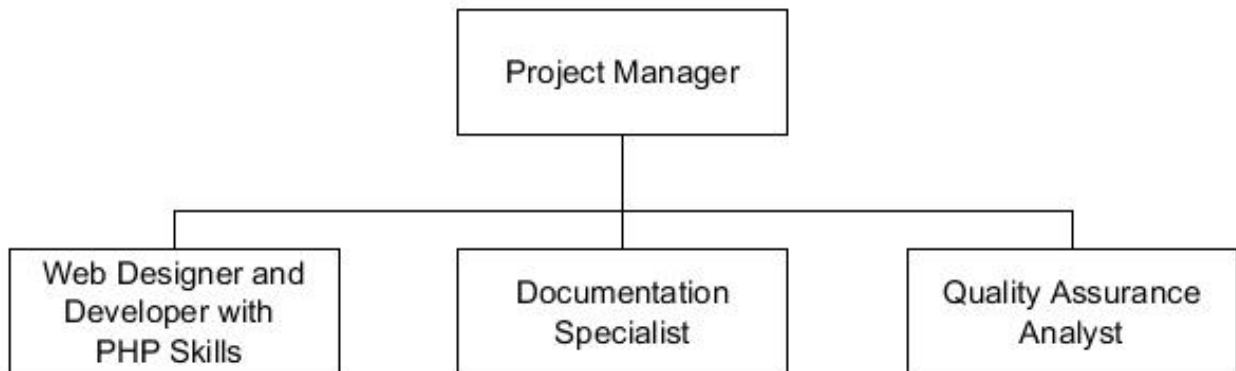 Project Manager
Web Designer and
Developer with
PHP Skills
Documentation
Specialist
Quality Assurance
Analyst